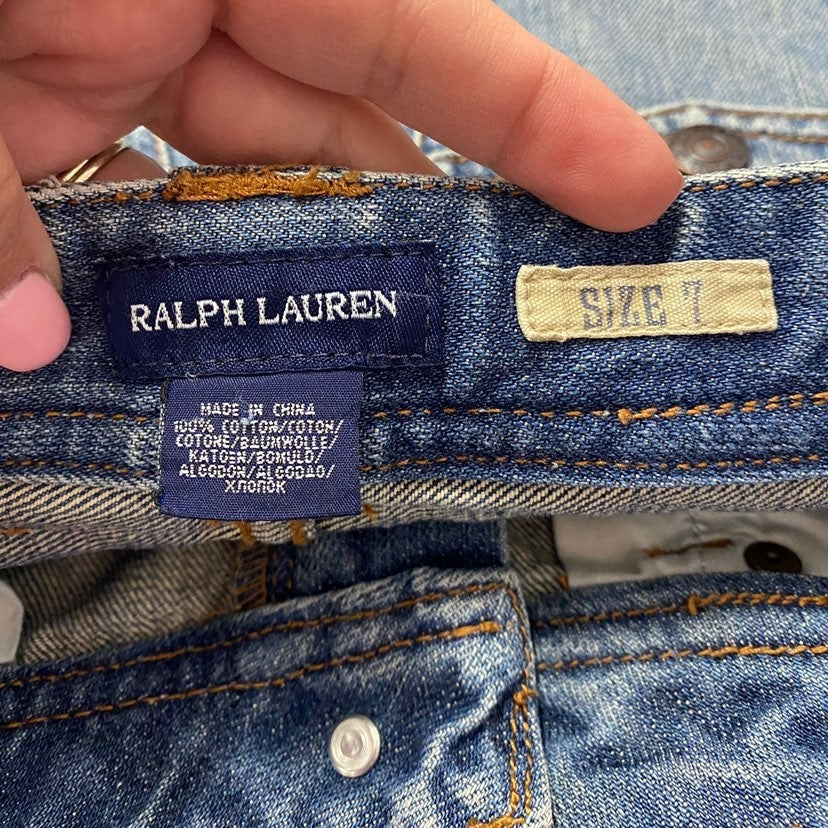 RALPH LAUREN
SIZE 7
MADE IN CHINA
100% COTTON/COTON/
COTONE/BAUMWOLLE/
KATOEN/BOMULD/
ALGODON/ALGODAO/
ХЛОПОК